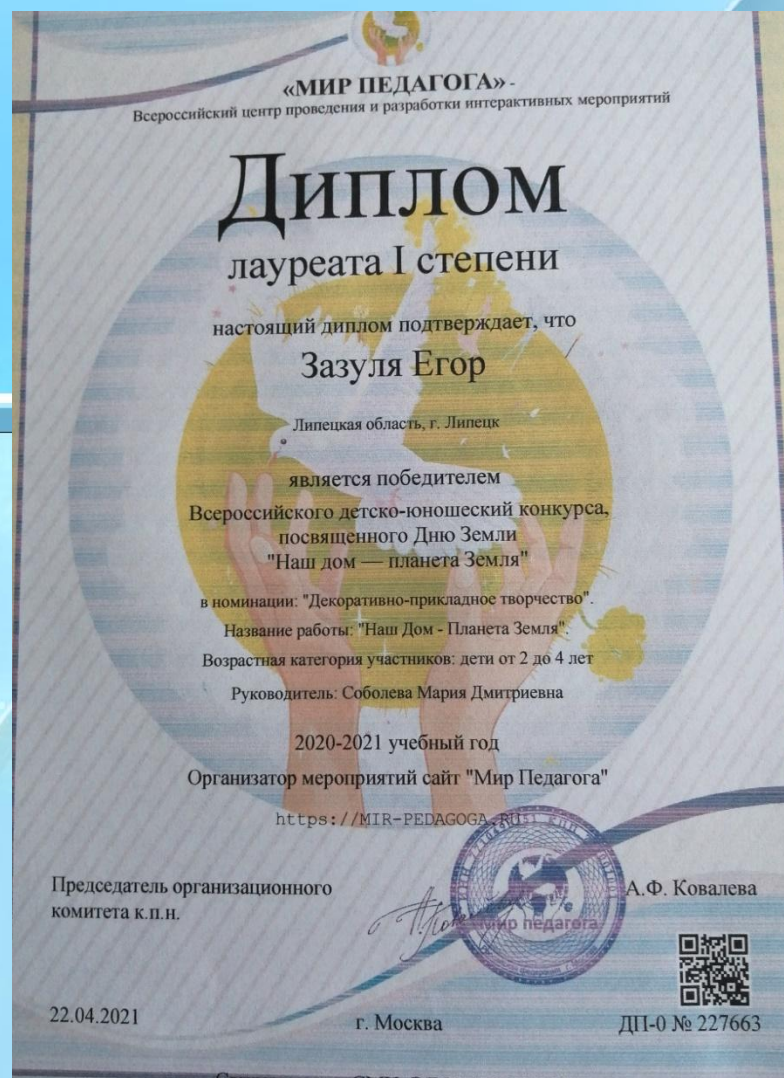 «МИР ПЕДАГОГА» -
Всероссийский центр проведения и разработки интерактивных мероприятий
Диплом
лауреата I степени
настоящий диплом подтверждает, что
Зазуля Егор
Липецкая область, г. Липецк
является победителем
Всероссийского детско-юношеский конкурса,
посвященного Дню Земли
"Наш дом — планета Земля"
в номинации: "Декоративно-прикладное творчество".
Название работы: "Наш Дом - Планета Земля".
Возрастная категория участников: дети от 2 до 4 лет
Руководитель: Соболева Мария Дмитриевна
2020-2021 учебный год
Организатор мероприятий сайт "Мир Педагога"
https://MIR-PEDAGOGA.RU
Председатель организационного
комитета к.п.н.
А.Ф. Ковалева
Мир педагога
22.04.2021
г. Москва
ДП-0 № 227663